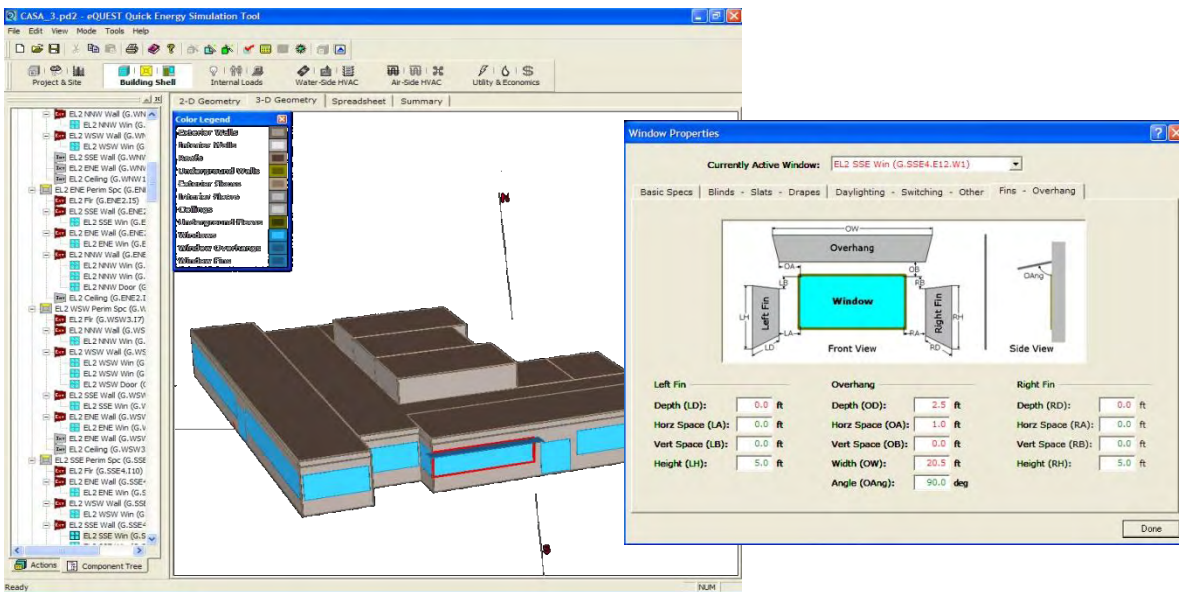 CASA_3.pd2 - eQUEST Quick Energy Simulation Tool
File Edit View Mode Tools Help
Project & Site Building Shell Internal Loads Water-Side HVAC Air-Side HVAC Utility & Economics
2-D Geometry 3-D Geometry Spreadsheet Summary
EL2 NNW Wall (G.WN
EL2 NNW Win (G.
EL2 WSW Wall (G.WN
EL2 WSW Win (G
EL2 SSE Wall (G.WNW
EL2 ENE Wall (G.WNW
EL2 Ceiling (G.WNW1
EL2 ENE Perim Spc (G.ENE
EL2 Flr (G.ENE2.I5)
EL2 SSE Wall (G.ENE2
EL2 SSE Win (G.E
EL2 ENE Wall (G.ENE2
EL2 ENE Win (G.E
EL2 NNW Wall (G.ENE
EL2 NNW Win (G.
EL2 NNW Win (G.
EL2 NNW Door (G
EL2 Ceiling (G.ENE2.I
EL2 WSW Perim Spc (G.W
EL2 Flr (G.WSW3.I7)
EL2 NNW Wall (G.WS
EL2 NNW Win (G.
EL2 WSW Wall (G.WS
EL2 WSW Win (G
EL2 WSW Win (G
EL2 WSW Door (G
EL2 SSE Wall (G.WSW
EL2 SSE Win (G.W
EL2 ENE Wall (G.WSW
EL2 ENE Win (G.W
EL2 ENE Wall (G.WSW
EL2 Ceiling (G.WSW3
EL2 SSE Perim Spc (G.SSE
EL2 Flr (G.SSE4.I10)
EL2 ENE Wall (G.SSE4
EL2 ENE Win (G.S
EL2 WSW Wall (G.SSE
EL2 WSW Win (G
EL2 SSE Wall (G.SSE4
EL2 SSE Win (G.S
Actions Component Tree
Ready
NUM
Color Legend
Exterior Walls
Interior Walls
Roofs
Underground Walls
Exterior Floors
Interior Floors
Ceilings
Underground Floors
Windows
Window Overhangs
Window Fins
N
S
Window Properties
Currently Active Window: EL2 SSE Win (G.SSE4.E12.W1)
Basic Specs Blinds - Slats - Drapes Daylighting - Switching - Other Fins - Overhang
OW
Overhang
OA OB
LB RB
Window
LH Left Fin Right Fin RH
LA RA
LD RD
Front View
OAng
Side View
Left Fin Overhang Right Fin
Depth (LD): 0.0 ft Depth (OD): 2.5 ft Depth (RD): 0.0 ft
Horz Space (LA): 0.0 ft Horz Space (OA): 1.0 ft Horz Space (RA): 0.0 ft
Vert Space (LB): 0.0 ft Vert Space (OB): 0.0 ft Vert Space (RB): 0.0 ft
Height (LH): 5.0 ft Width (OW): 20.5 ft Height (RH): 5.0 ft
Angle (OAng): 90.0 deg
Done